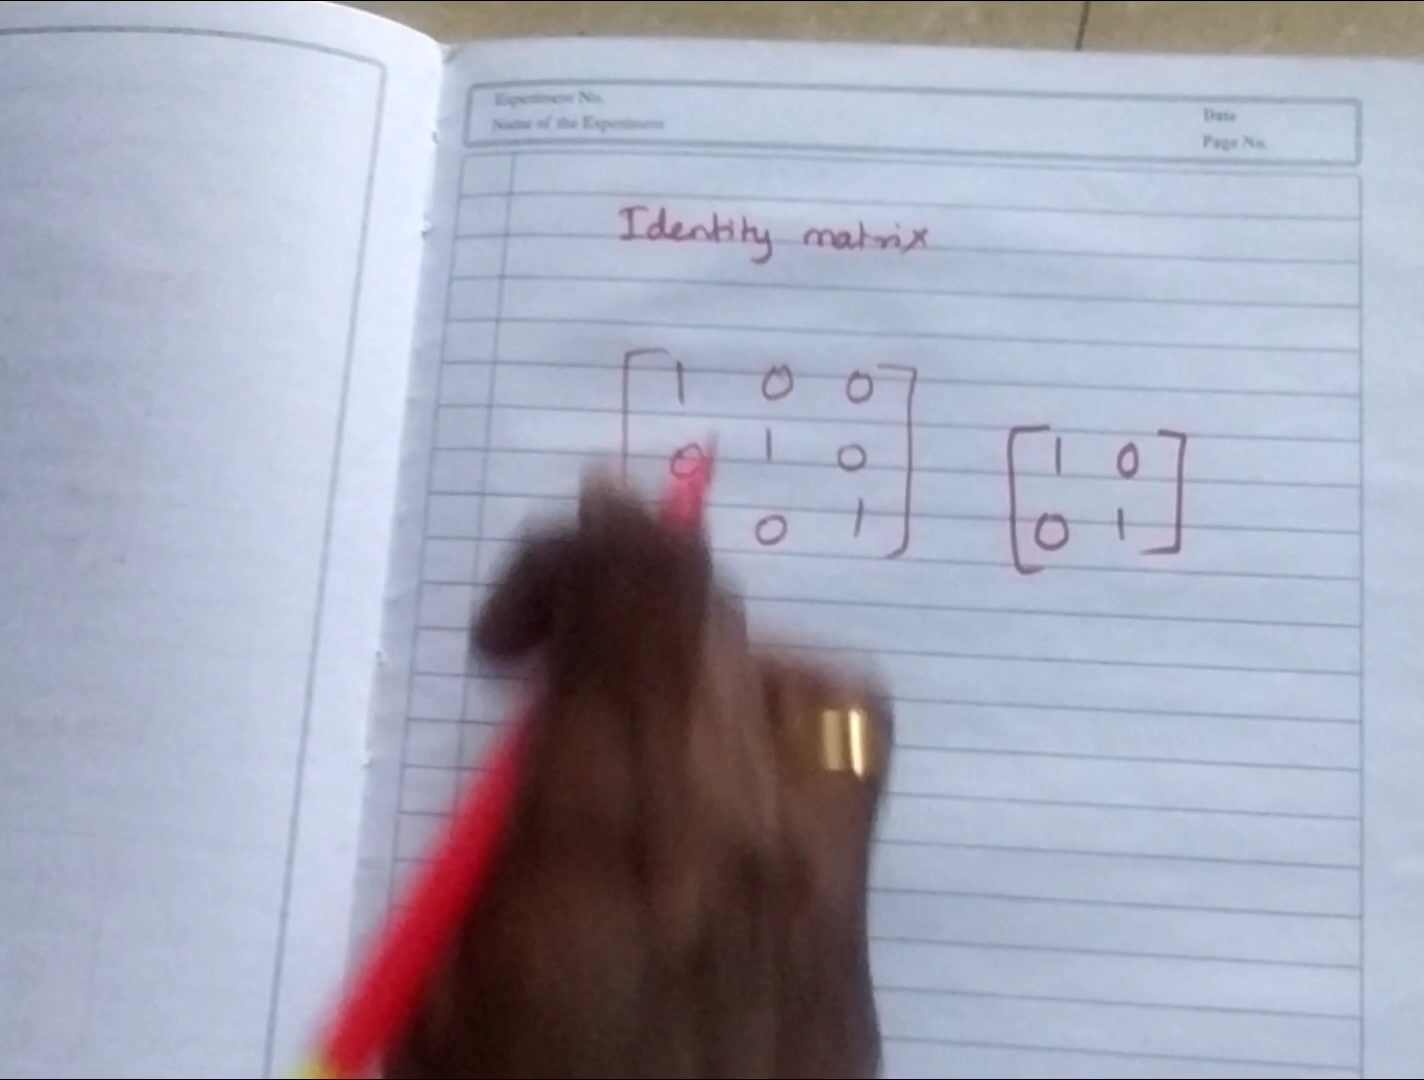 Experiment No.
Name of the Experiment
Date
Page No.
Identity matrix
1 0 0
0 1 0
0 1
1 0
0 1